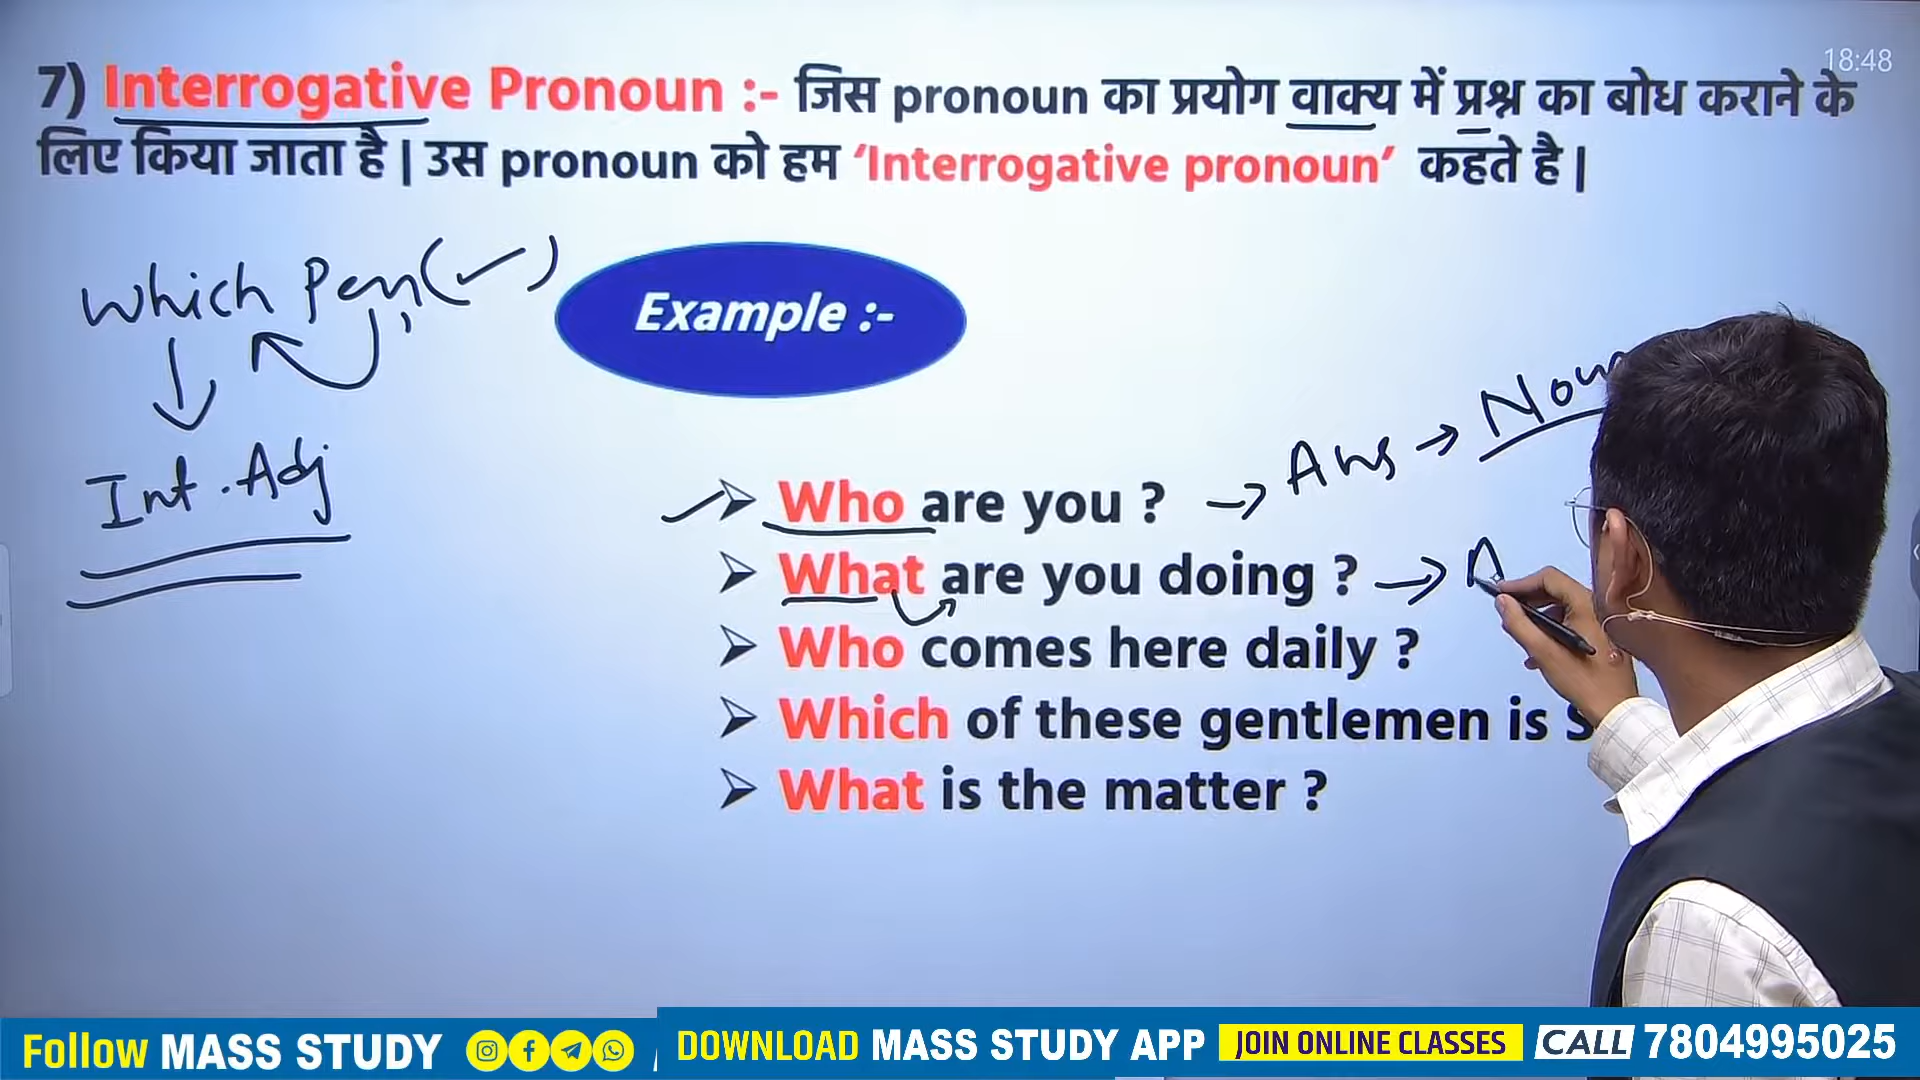 18:48
7) Interrogative Pronoun :- जिस pronoun का प्रयोग वाक्य में प्रश्न का बोध कराने के
लिए किया जाता है | उस pronoun को हम ‘Interrogative pronoun’ कहते है |
Which Pen (✓)
Int. Adj
Example :-
➢ Who are you ? → Ans →
➢ What are you doing ? → A
➢ Who comes here daily ?
➢ Which of these gentlemen is
➢ What is the matter ?
Follow MASS STUDY
DOWNLOAD MASS STUDY APP JOIN ONLINE CLASSES CALL 7804995025